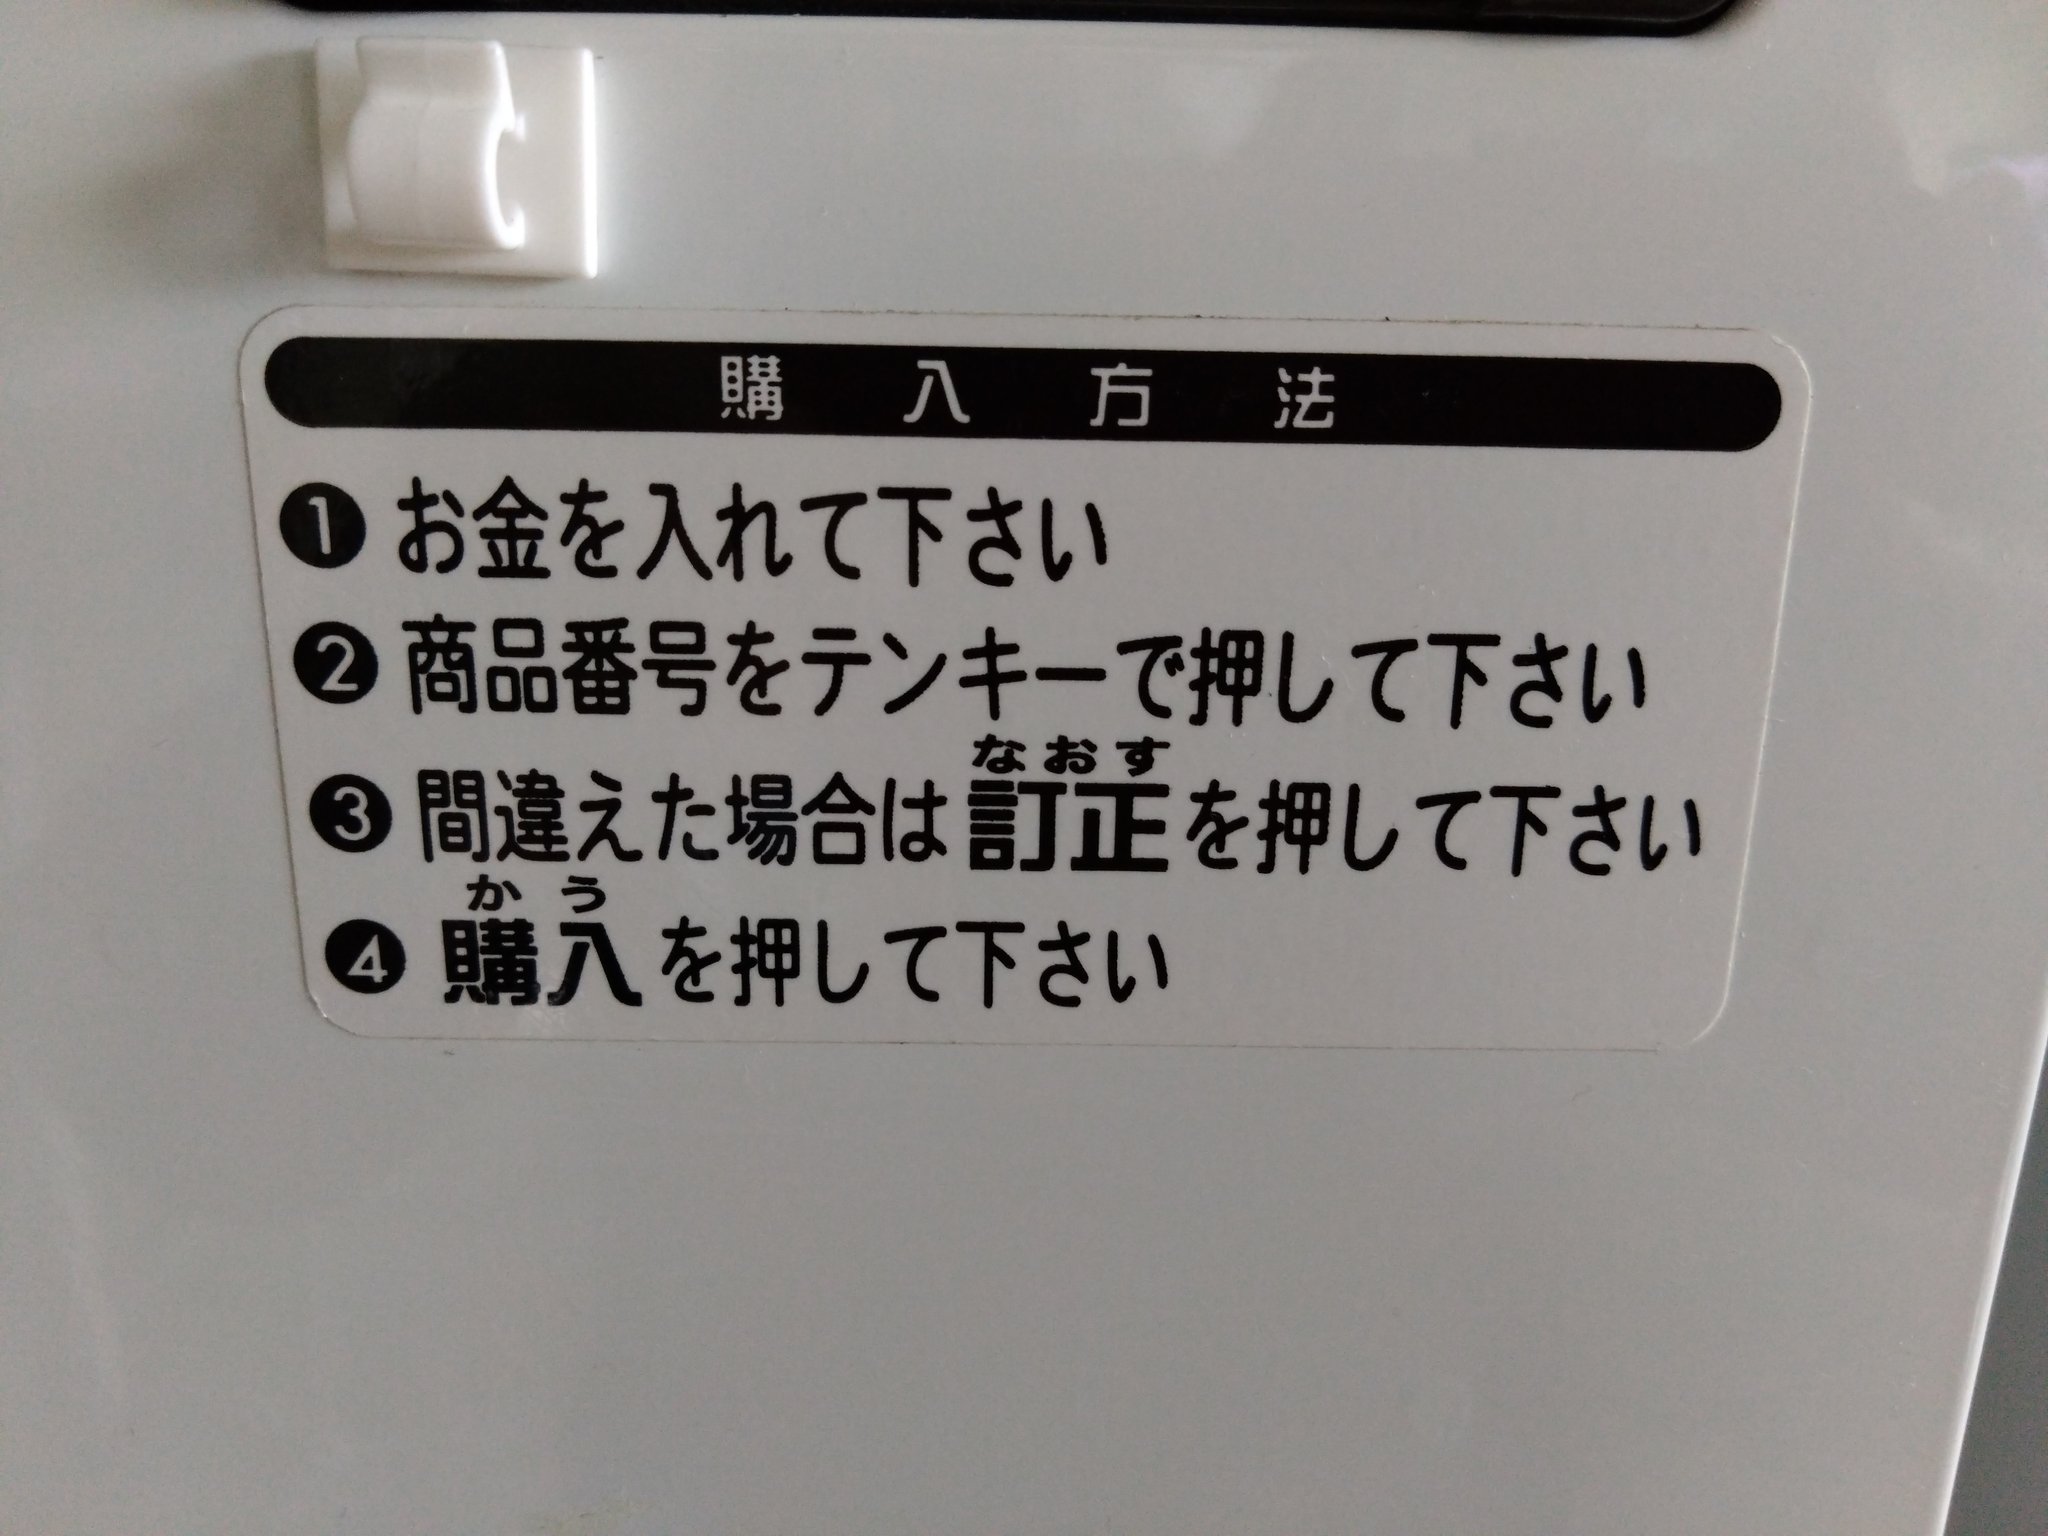 購入方法
❶お金を入れて下さい
❷商品番号をテンキーで押して下さい
なおす
❸間違えた場合は訂正を押して下さい
かう
❹購入を押して下さい